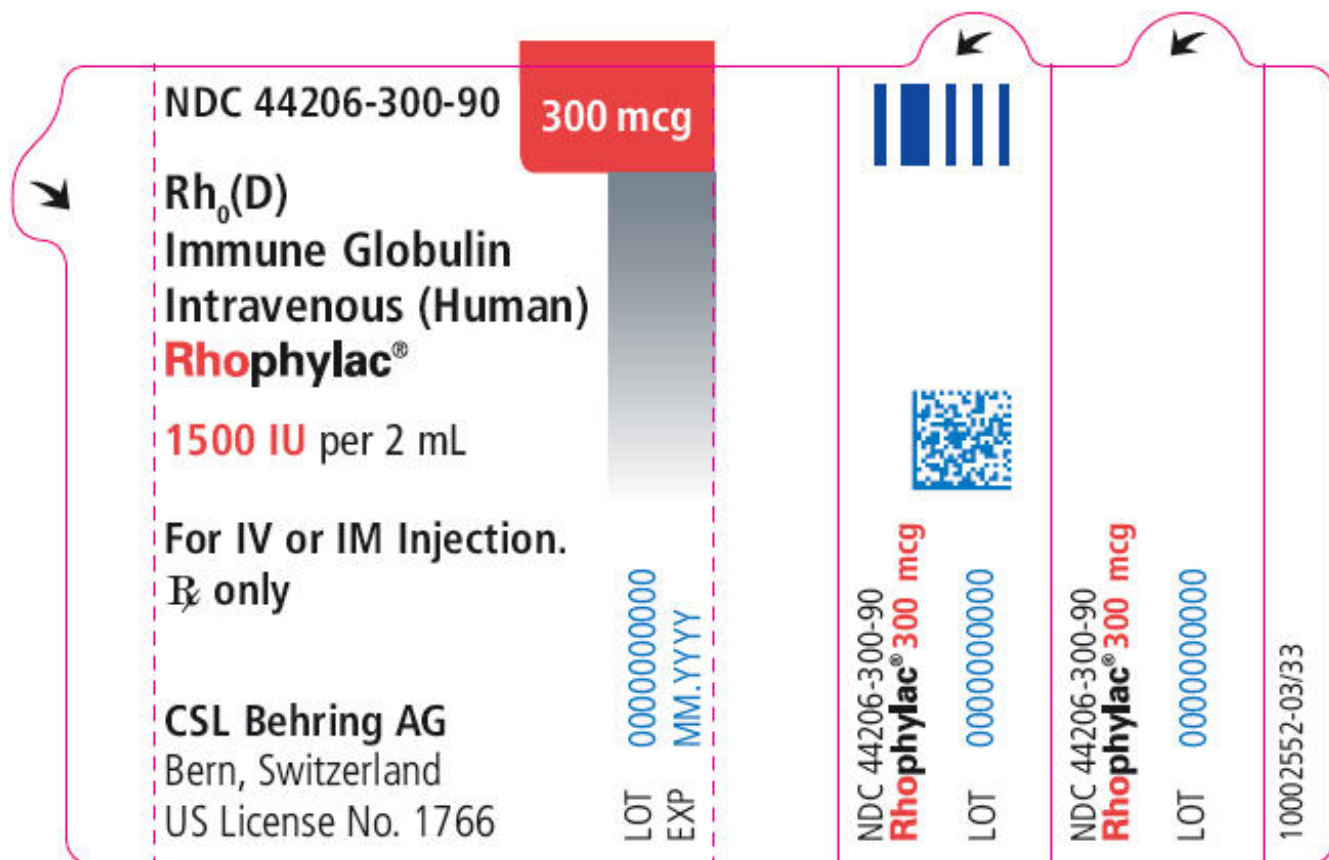 NDC 44206-300-90
300 mcg
Rh₀(D)
Immune Globulin
Intravenous (Human)
Rhophylac®
1500 IU per 2 mL
For IV or IM Injection.
℞ only
CSL Behring AG
Bern, Switzerland
US License No. 1766
LOT 0000000000
EXP MM.YYYY
NDC 44206-300-90
Rhophylac® 300 mcg
LOT 0000000000
NDC 44206-300-90
Rhophylac® 300 mcg
LOT 0000000000
10002552-03/33